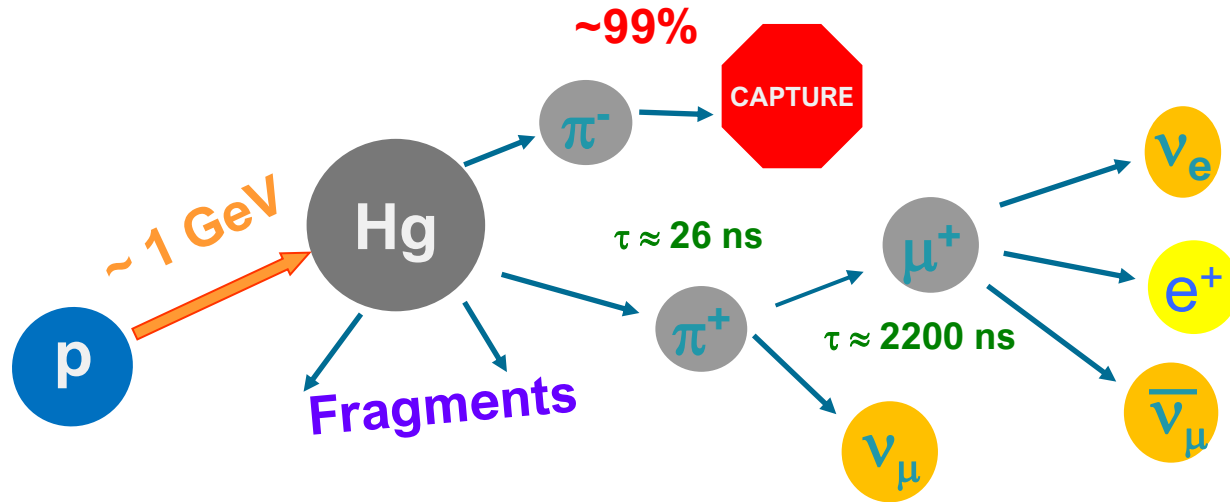 ~99%
CAPTURE
π-
νe
~ 1 GeV
Hg
τ ≈ 26 ns
μ+
e+
p
π+
τ ≈ 2200 ns
Fragments
ν̅μ
νμ